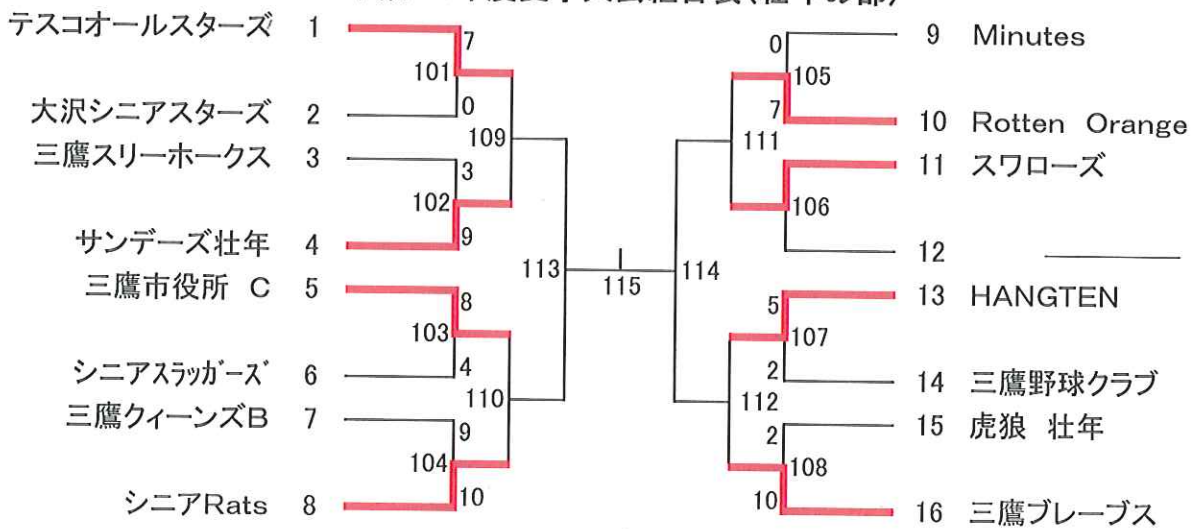 テスコオールスターズ 1
7
101
0
大沢シニアスターズ 2
109
三鷹スリーホークス 3
3
102
9
サンデーズ壮年 4
113
三鷹市役所 C 5
8
103
4
シニアスラッガーズ 6
110
三鷹クィーンズB 7
9
104
10
シニアRats 8
115
0
9 Minutes
105
7
10 Rotten Orange
111
11 スワローズ
106
12
114
13 HANGTEN
5
107
2
14 三鷹野球クラブ
112
15 虎狼 壮年
2
108
10
16 三鷹ブレーブス